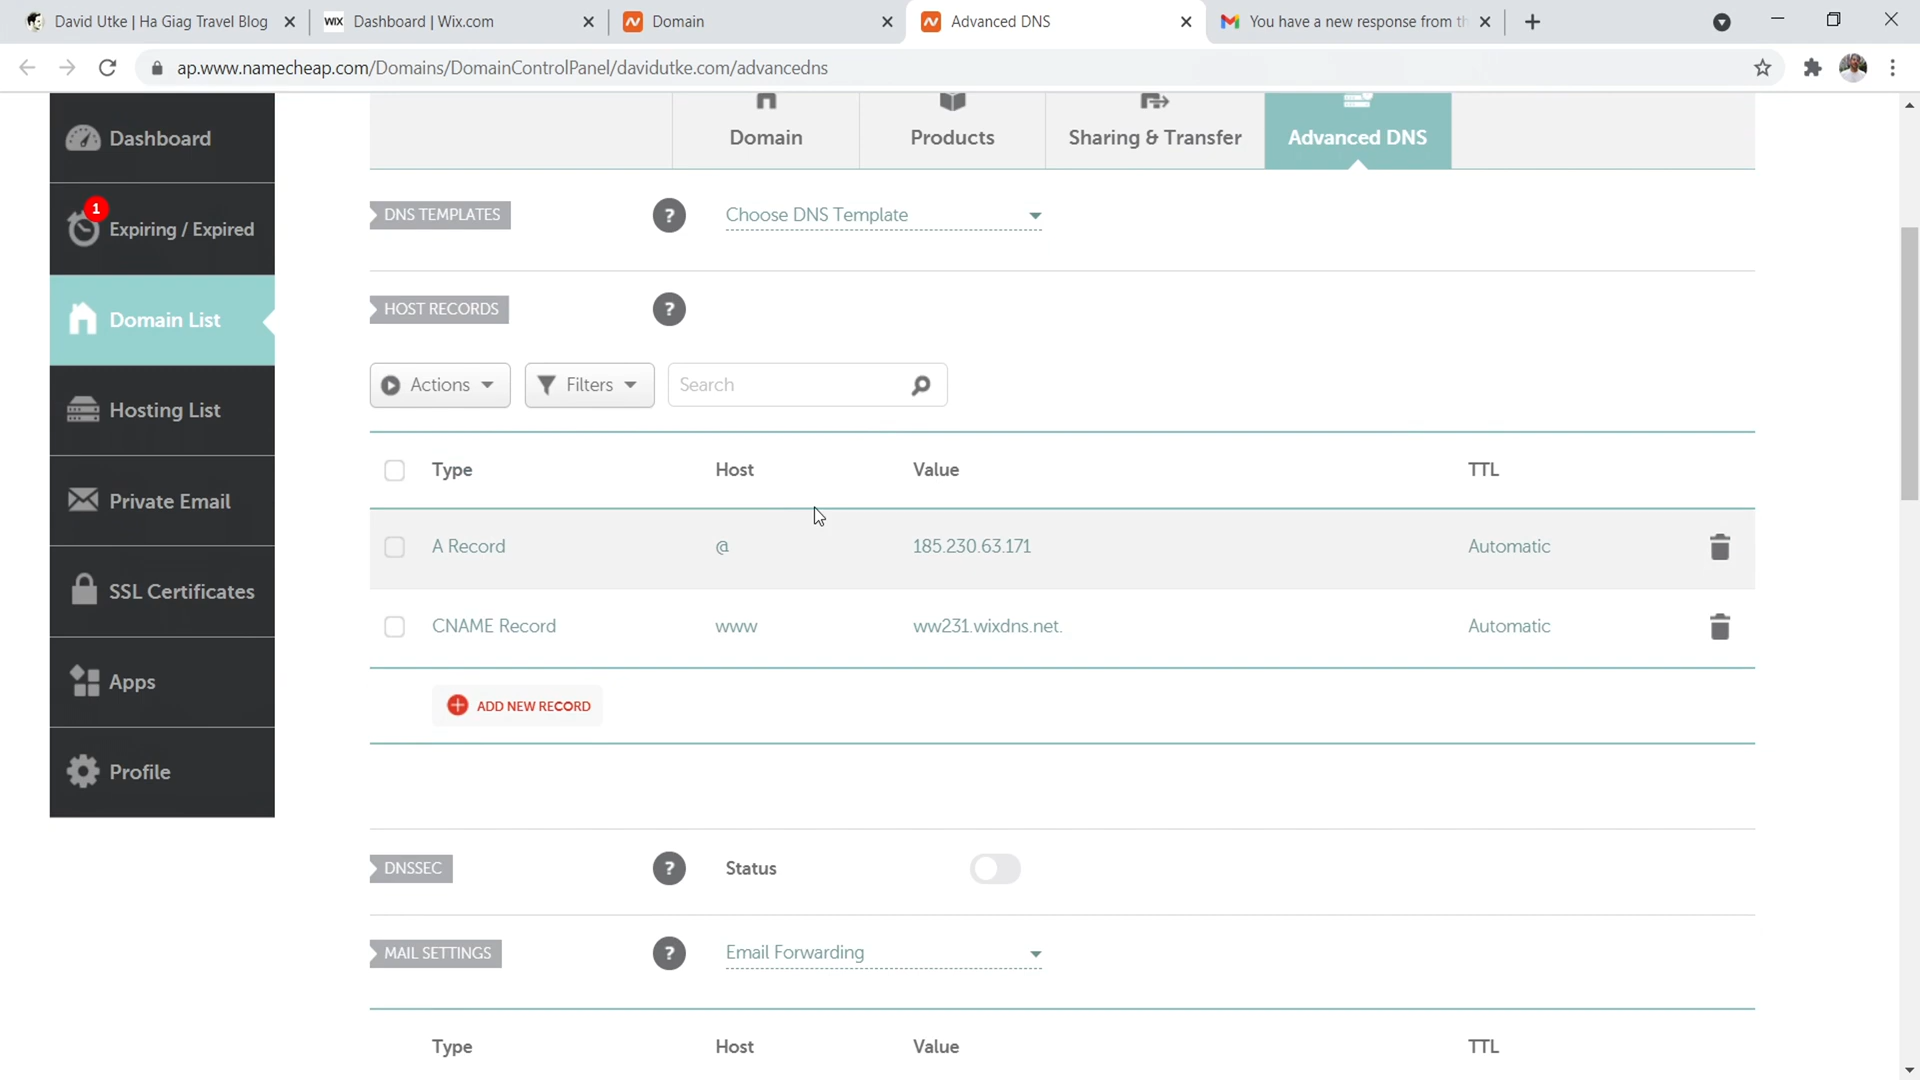 David Utke | Ha Giag Travel Blog
WIX Dashboard | Wix.com
Domain
Advanced DNS
You have a new response from th
ap.www.namecheap.com/Domains/DomainControlPanel/davidutke.com/advancedns
Dashboard
1
Expiring / Expired
Domain List
Hosting List
Private Email
SSL Certificates
Apps
Profile
Domain
Products
Sharing & Transfer
Advanced DNS
DNS TEMPLATES ? Choose DNS Template
HOST RECORDS ?
Actions Filters Search
Type Host Value TTL
A Record @ 185.230.63.171 Automatic
CNAME Record www ww231.wixdns.net. Automatic
ADD NEW RECORD
DNSSEC ? Status
MAIL SETTINGS ? Email Forwarding
Type Host Value TTL